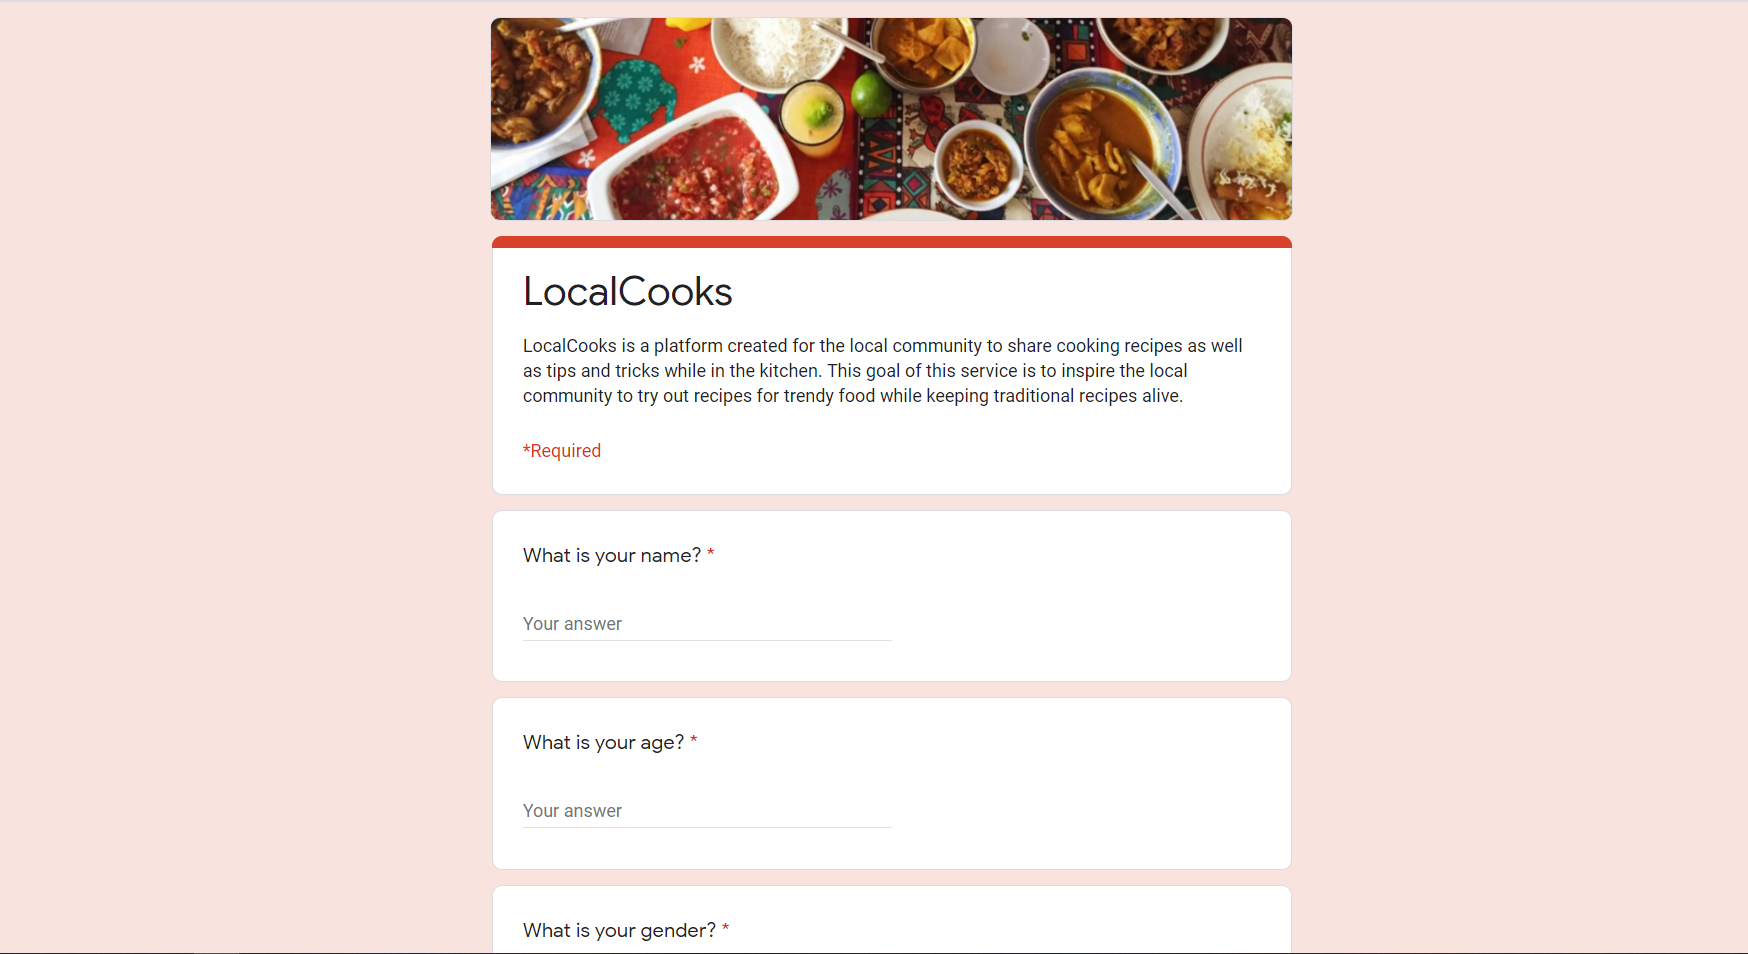 LocalCooks
LocalCooks is a platform created for the local community to share cooking recipes as well
as tips and tricks while in the kitchen. This goal of this service is to inspire the local
community to try out recipes for trendy food while keeping traditional recipes alive.
*Required
What is your name? *
Your answer
What is your age? *
Your answer
What is your gender? *